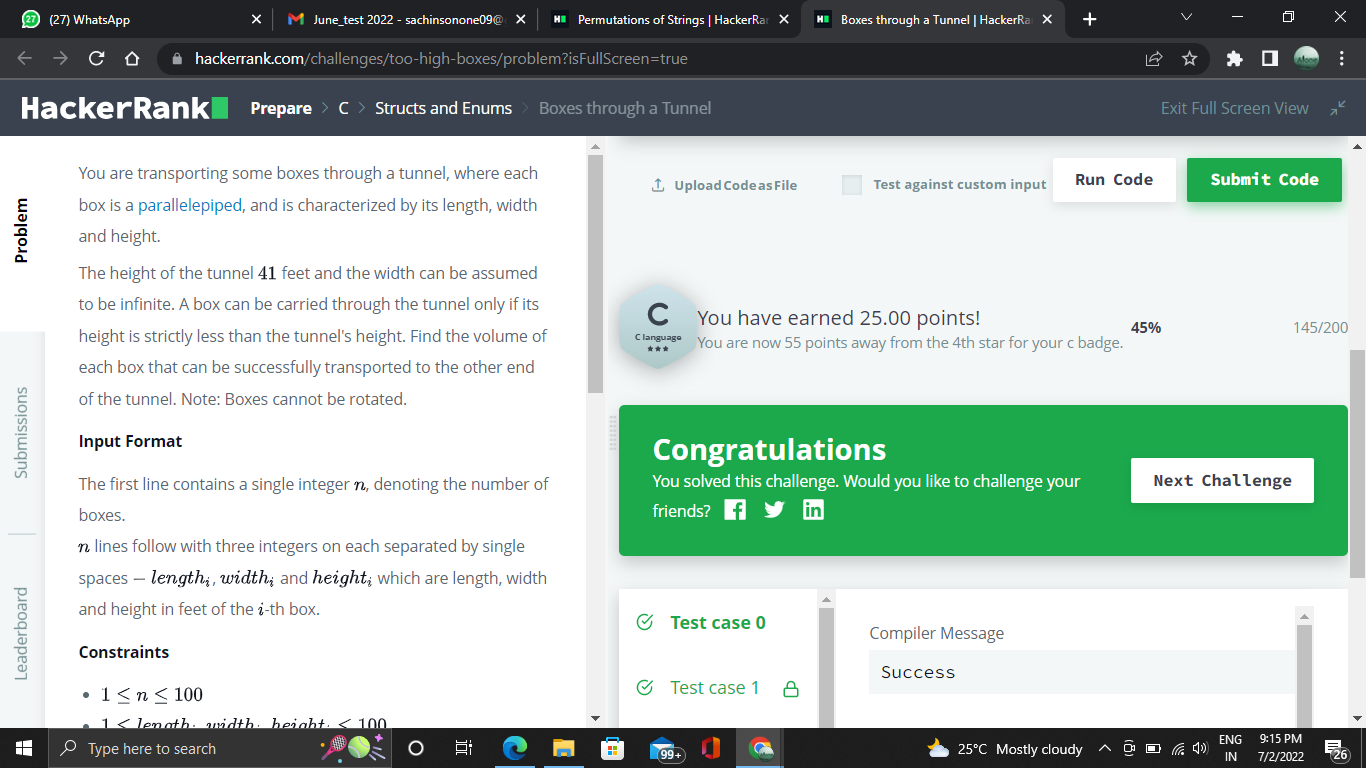 (27) WhatsApp
June_test 2022 - sachinsonone09@
Permutations of Strings | HackerRan
Boxes through a Tunnel | HackerRan
hackerrank.com/challenges/too-high-boxes/problem?isFullScreen=true
HackerRank
Prepare > C > Structs and Enums > Boxes through a Tunnel
Exit Full Screen View
Problem
Submissions
Leaderboard
You are transporting some boxes through a tunnel, where each
box is a parallelepiped, and is characterized by its length, width
and height.
The height of the tunnel 41 feet and the width can be assumed
to be infinite. A box can be carried through the tunnel only if its
height is strictly less than the tunnel's height. Find the volume of
each box that can be successfully transported to the other end
of the tunnel. Note: Boxes cannot be rotated.
Input Format
The first line contains a single integer n, denoting the number of
boxes.
n lines follow with three integers on each separated by single
spaces – lengthᵢ, widthᵢ and heightᵢ which are length, width
and height in feet of the i-th box.
Constraints
• 1 ≤ n ≤ 100
• 1 ≤ lengthᵢ, widthᵢ, heightᵢ ≤ 100
Upload Code as File
Test against custom input
Run Code
Submit Code
C
C language
You have earned 25.00 points!
You are now 55 points away from the 4th star for your c badge.
45%
145/200
Congratulations
You solved this challenge. Would you like to challenge your
friends?
Next Challenge
Test case 0
Test case 1
Compiler Message
Success
Type here to search
99+
25°C Mostly cloudy
ENG
IN
9:15 PM
7/2/2022
26